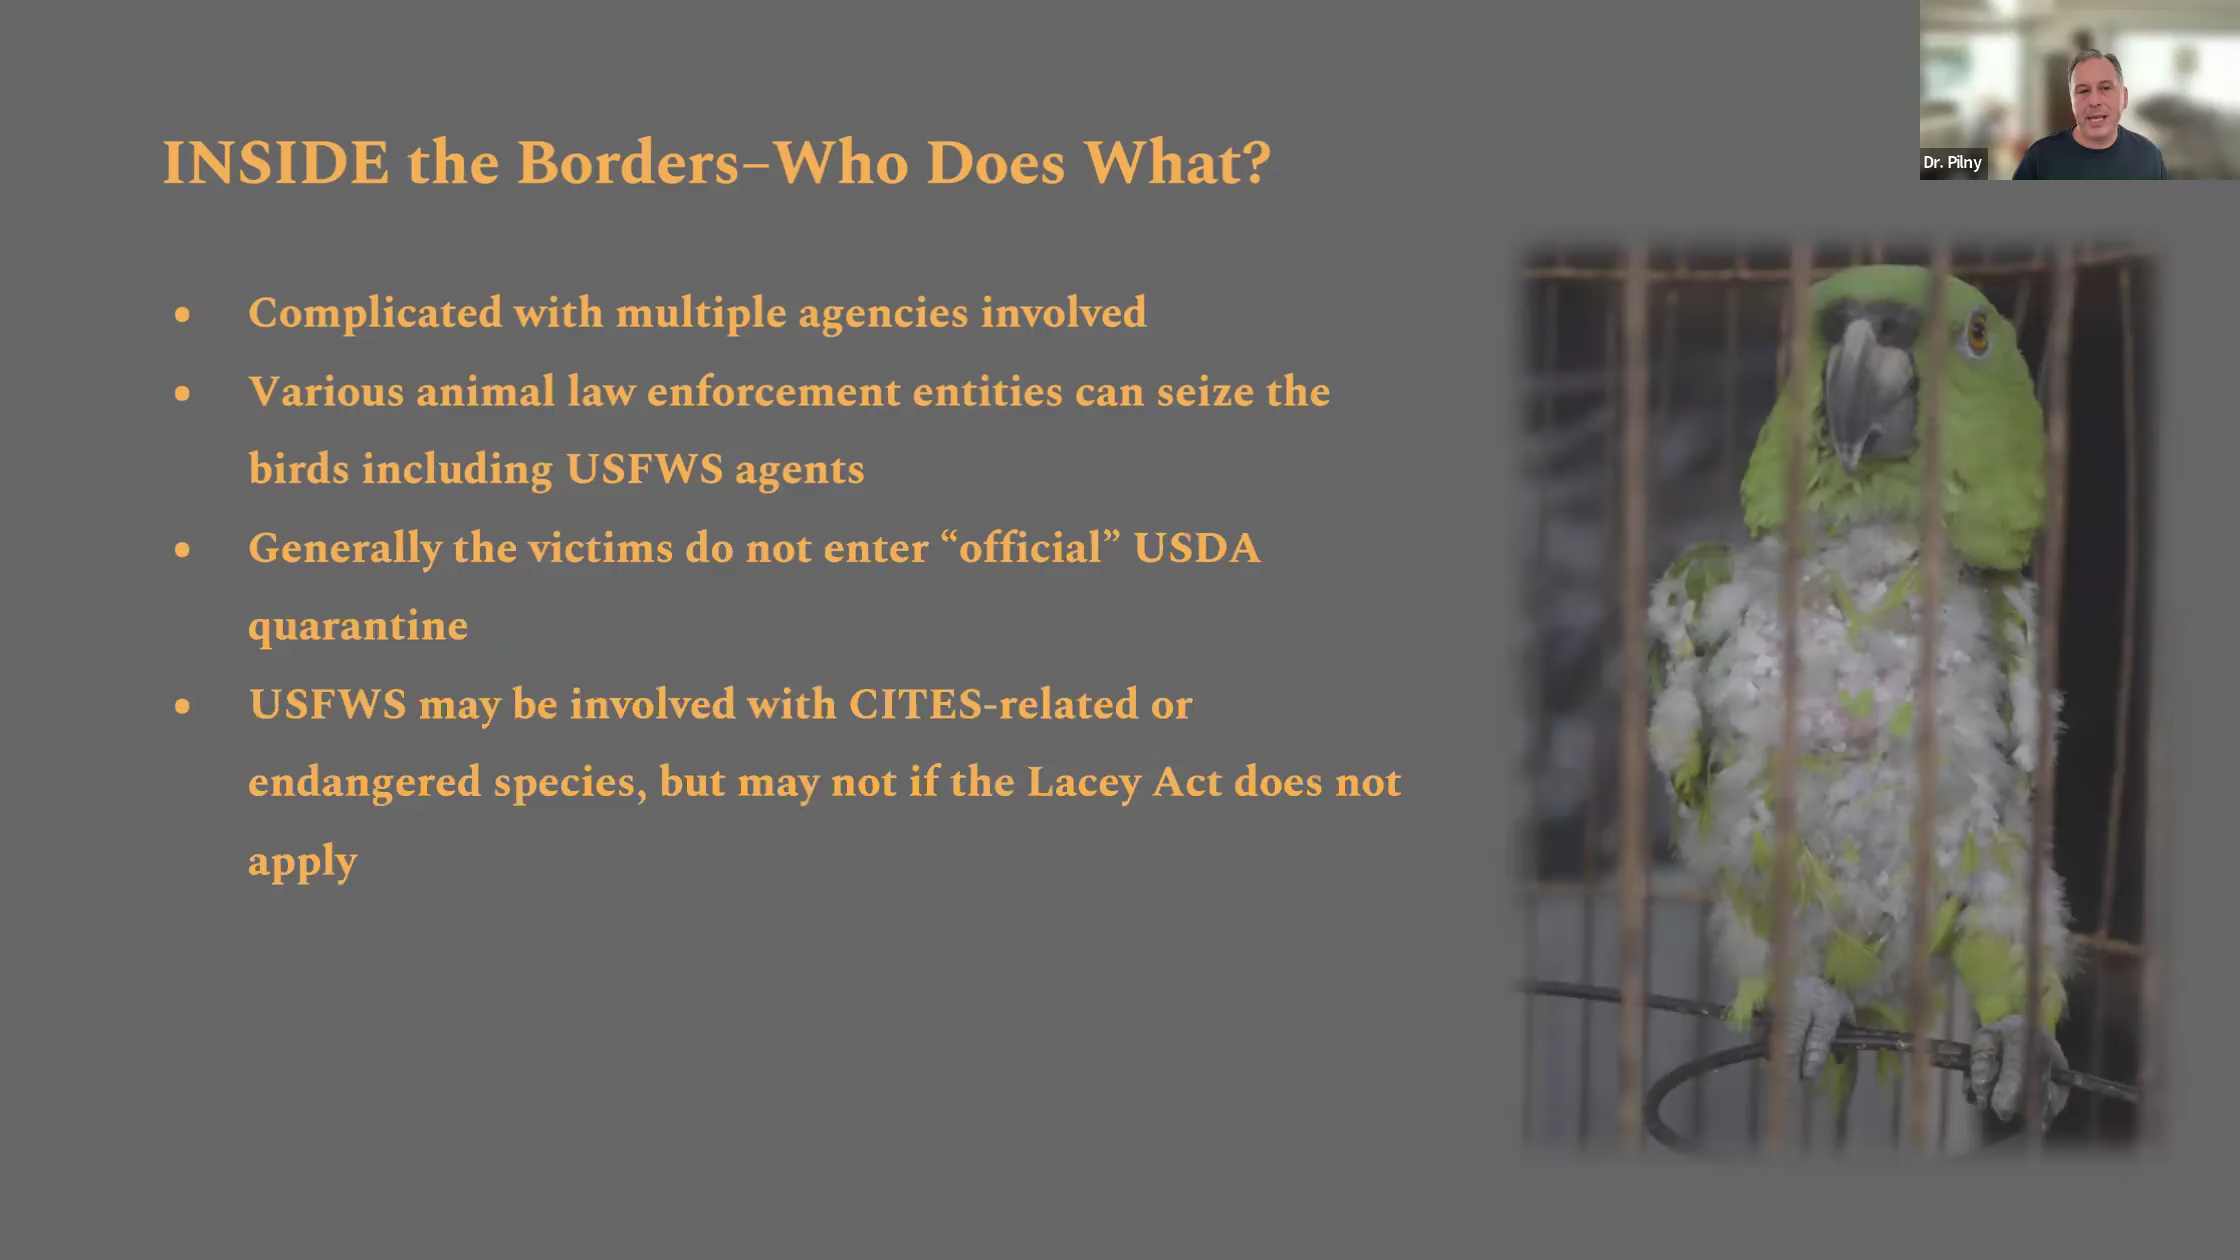 Dr. Pilny
INSIDE the Borders–Who Does What?
• Complicated with multiple agencies involved
• Various animal law enforcement entities can seize the
birds including USFWS agents
• Generally the victims do not enter “official” USDA
quarantine
• USFWS may be involved with CITES-related or
endangered species, but may not if the Lacey Act does not
apply